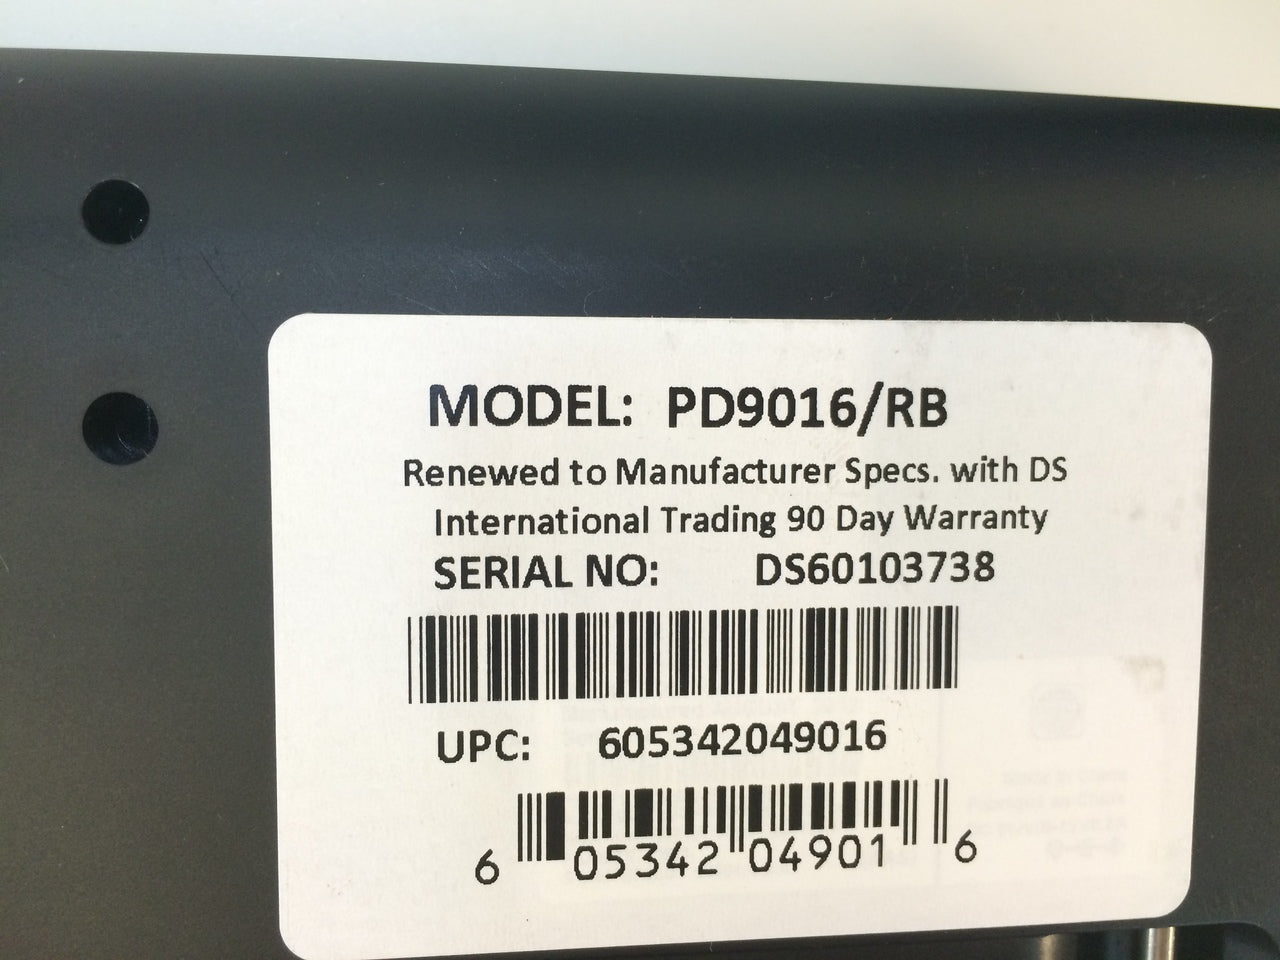 MODEL: PD9016/RB
Renewed to Manufacturer Specs. with DS
International Trading 90 Day Warranty
SERIAL NO: DS60103738
UPC: 605342049016
6 05342 04901 6